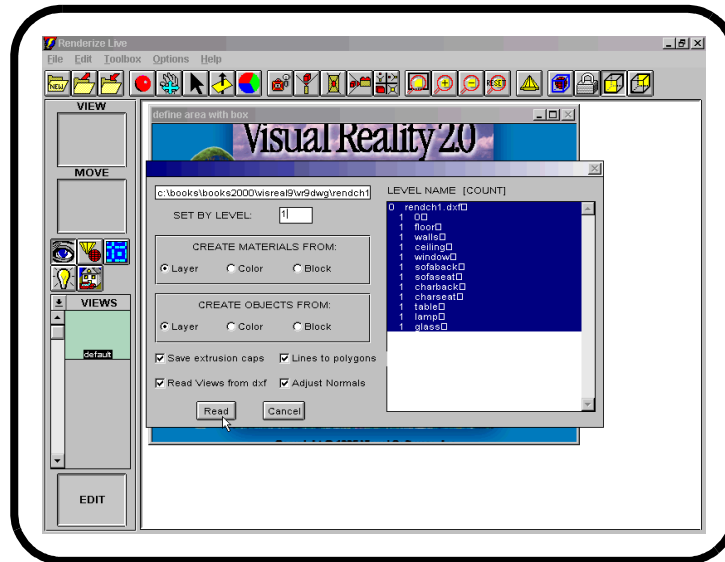 Renderize Live
File Edit Toolbox Options Help
NEW
RESET
VIEW
define area with box
Visual Reality 2.0
MOVE
c:\books\books2000\visreal9\vr9dwg\rendch1
LEVEL NAME [COUNT]
SET BY LEVEL: 1
0 rendch1.dxf
1 0
1 floor
1 walls
1 ceiling
1 window
1 sofaback
1 sofaseat
1 charback
1 charseat
1 table
1 lamp
1 glass
CREATE MATERIALS FROM:
Layer Color Block
VIEWS
CREATE OBJECTS FROM:
Layer Color Block
default
Save extrusion caps Lines to polygons
Read Views from dxf Adjust Normals
Read Cancel
EDIT